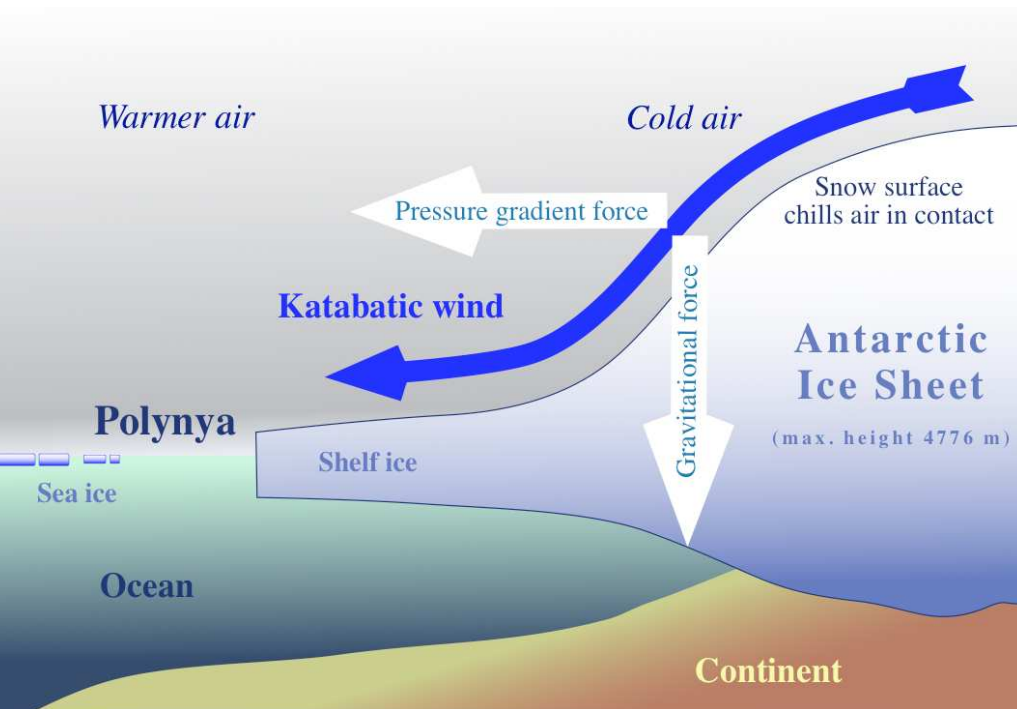 Warmer air
Cold air
Snow surface
chills air in contact
Pressure gradient force
Gravitational force
Katabatic wind
Antarctic
Ice Sheet
(max. height 4776 m)
Polynya
Shelf ice
Sea ice
Ocean
Continent